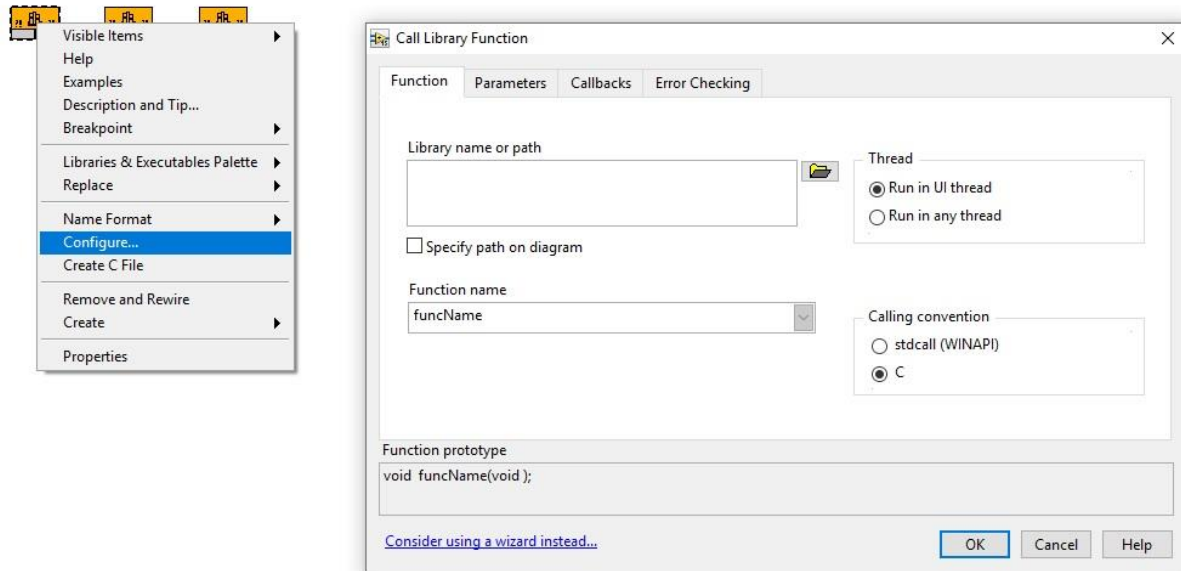 Visible Items
Help
Examples
Description and Tip...
Breakpoint
Libraries & Executables Palette
Replace
Name Format
Configure...
Create C File
Remove and Rewire
Create
Properties
Call Library Function
Function Parameters Callbacks Error Checking
Library name or path
Specify path on diagram
Function name
funcName
Thread
Run in UI thread
Run in any thread
Calling convention
stdcall (WINAPI)
C
Function prototype
void funcName(void );
Consider using a wizard instead...
OK Cancel Help